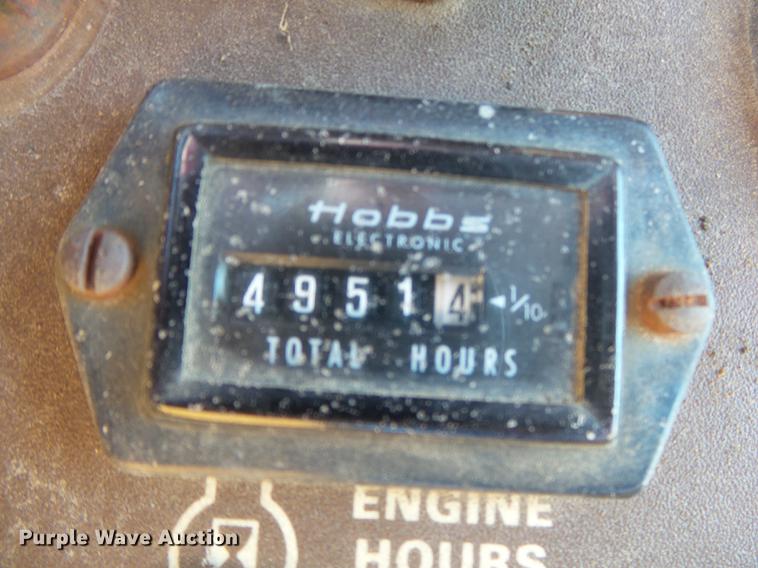 Hobbs
ELECTRONIC
4 9 5 1 4 ◄ 1/10
TOTAL HOURS
ENGINE
HOURS
Purple Wave Auction